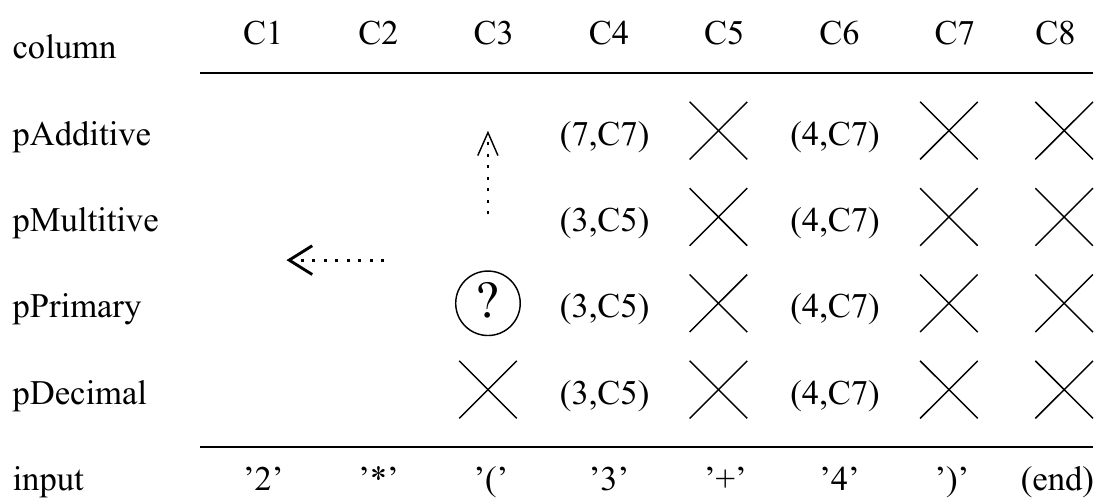 column C1 C2 C3 C4 C5 C6 C7 C8
pAdditive (7,C7) (4,C7)
pMultitive (3,C5) (4,C7)
pPrimary ? (3,C5) (4,C7)
pDecimal (3,C5) (4,C7)
input ’2’ ’*’ ’(’ ’3’ ’+’ ’4’ ’)’ (end)